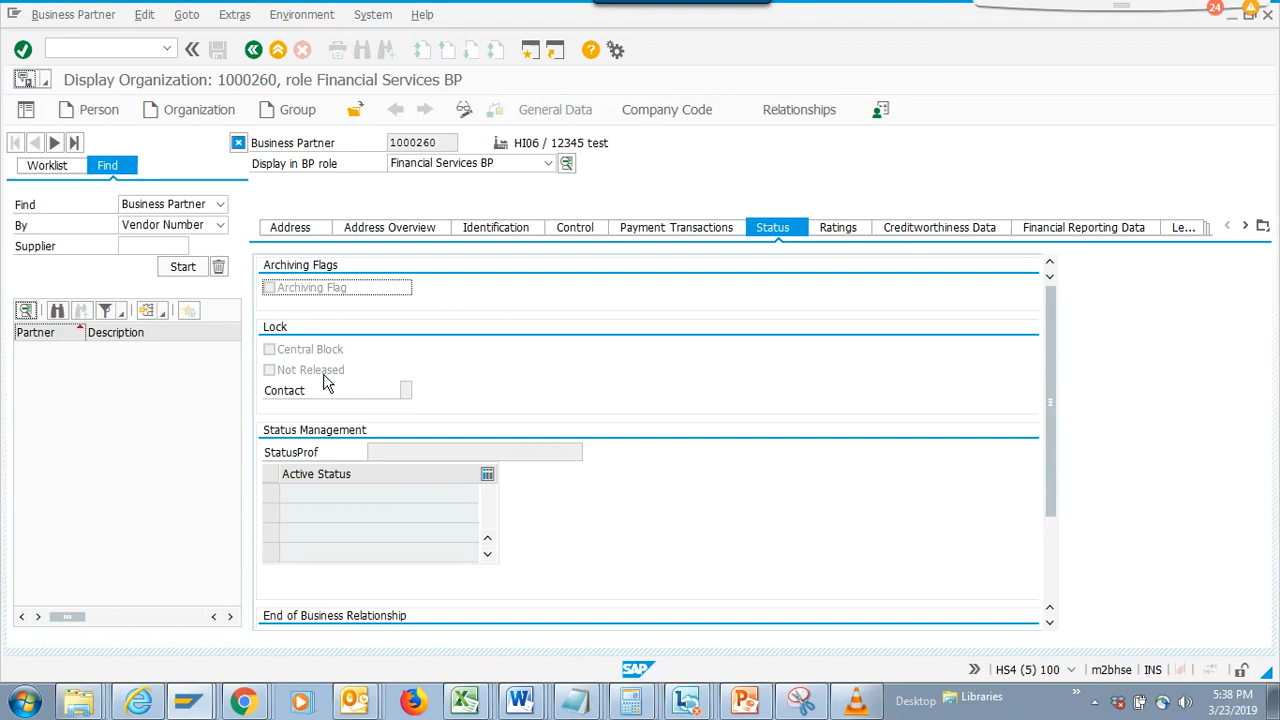 Business Partner Edit Goto Extras Environment System Help
24
Display Organization: 1000260, role Financial Services BP
Person Organization Group General Data Company Code Relationships
Business Partner 1000260 HI06 / 12345 test
Worklist Find
Display in BP role Financial Services BP
Find Business Partner
By Vendor Number
Supplier
Start
Partner Description
Address Address Overview Identification Control Payment Transactions Status Ratings Creditworthiness Data Financial Reporting Data Le...
Archiving Flags
Archiving Flag
Lock
Central Block
Not Released
Contact
Status Management
StatusProf
Active Status
End of Business Relationship
SAP HS4 (5) 100 m2bhse INS
Desktop Libraries
5:38 PM
3/23/2019